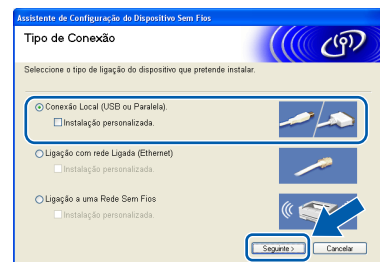 Assistente de Configuração do Dispositivo Sem Fios
Tipo de Conexão
Seleccione o tipo de ligação do dispositivo que pretende instalar.
Conexão Local (USB ou Paralela).
Instalação personalizada.
Ligação com rede Ligada (Ethernet)
Instalação personalizada.
Ligação a uma Rede Sem Fios
Instalação personalizada.
Seguinte >
Cancelar